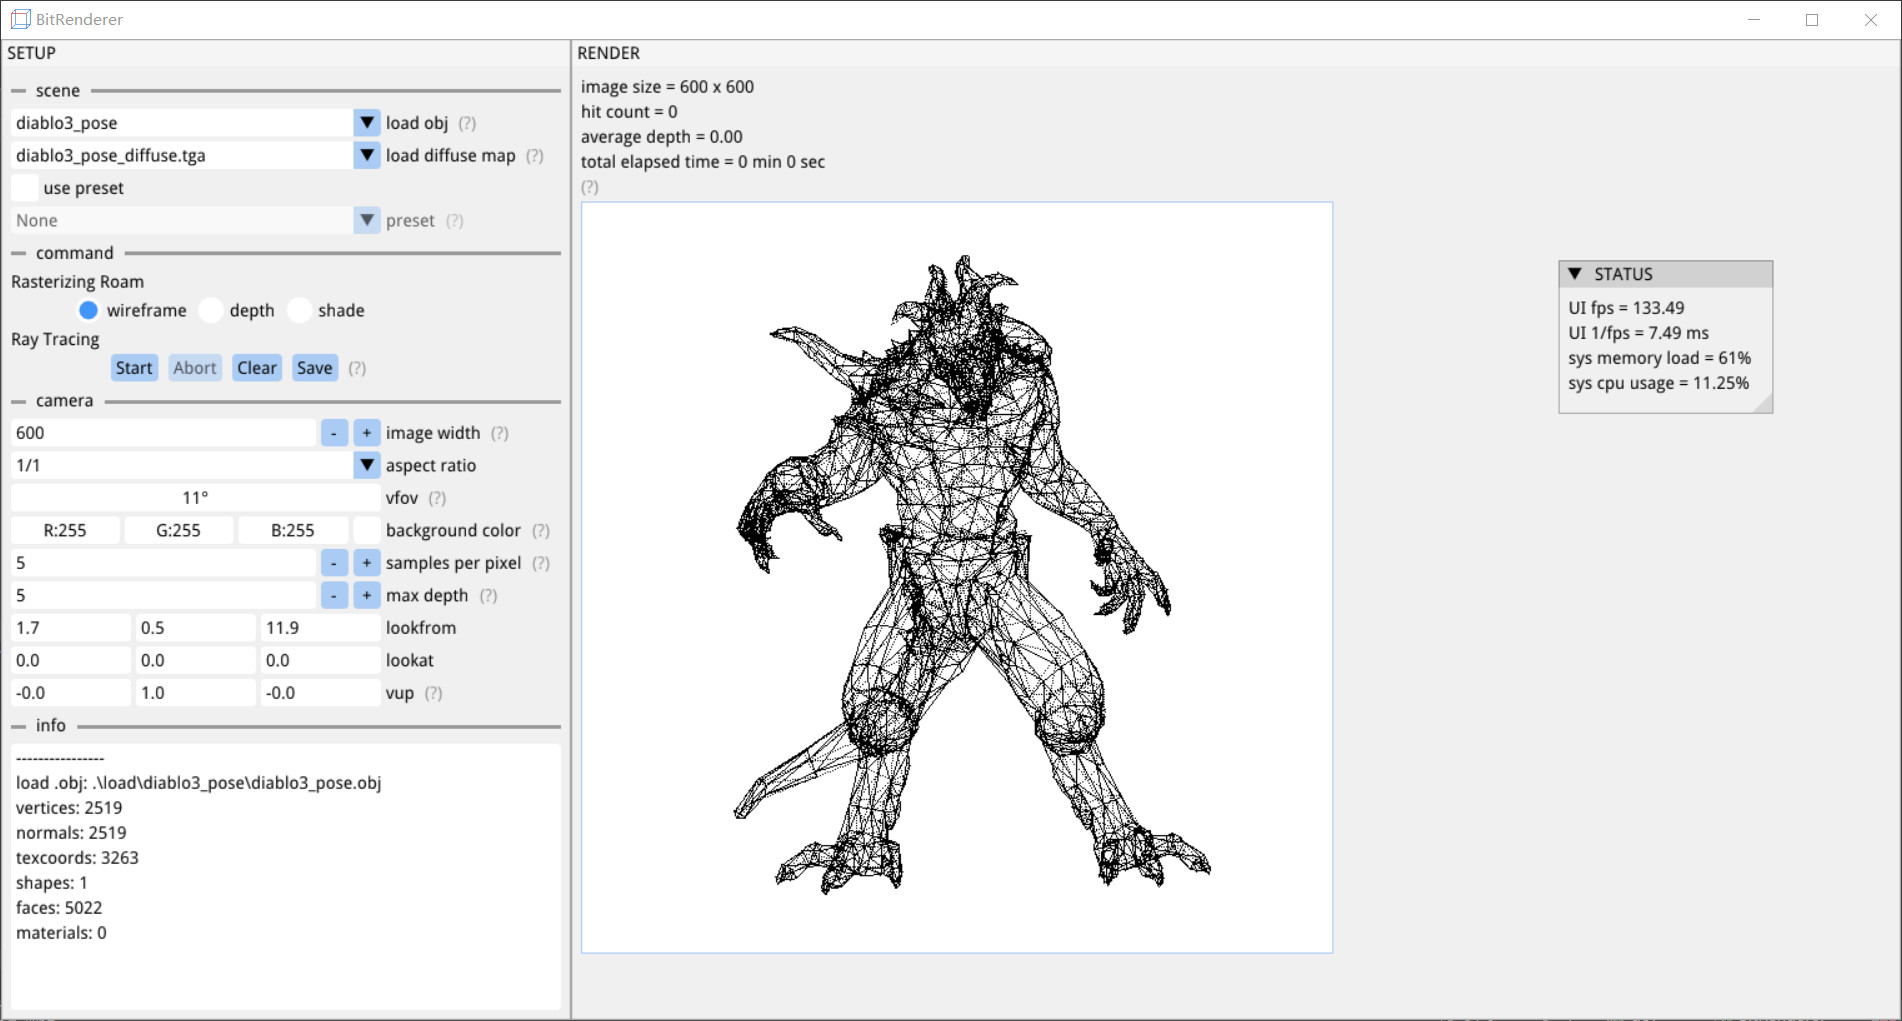 BitRenderer
SETUP
scene
diablo3_pose load obj (?)
diablo3_pose_diffuse.tga load diffuse map (?)
use preset
None preset (?)
command
Rasterizing Roam
wireframe depth shade
Ray Tracing
Start Abort Clear Save (?)
camera
600 - + image width (?)
1/1 aspect ratio
11° vfov (?)
R:255 G:255 B:255 background color (?)
5 - + samples per pixel (?)
5 - + max depth (?)
1.7 0.5 11.9 lookfrom
0.0 0.0 0.0 lookat
-0.0 1.0 -0.0 vup (?)
info
----------------
load .obj: .\load\diablo3_pose\diablo3_pose.obj
vertices: 2519
normals: 2519
texcoords: 3263
shapes: 1
faces: 5022
materials: 0
RENDER
image size = 600 x 600
hit count = 0
average depth = 0.00
total elapsed time = 0 min 0 sec
(?)
STATUS
UI fps = 133.49
UI 1/fps = 7.49 ms
sys memory load = 61%
sys cpu usage = 11.25%